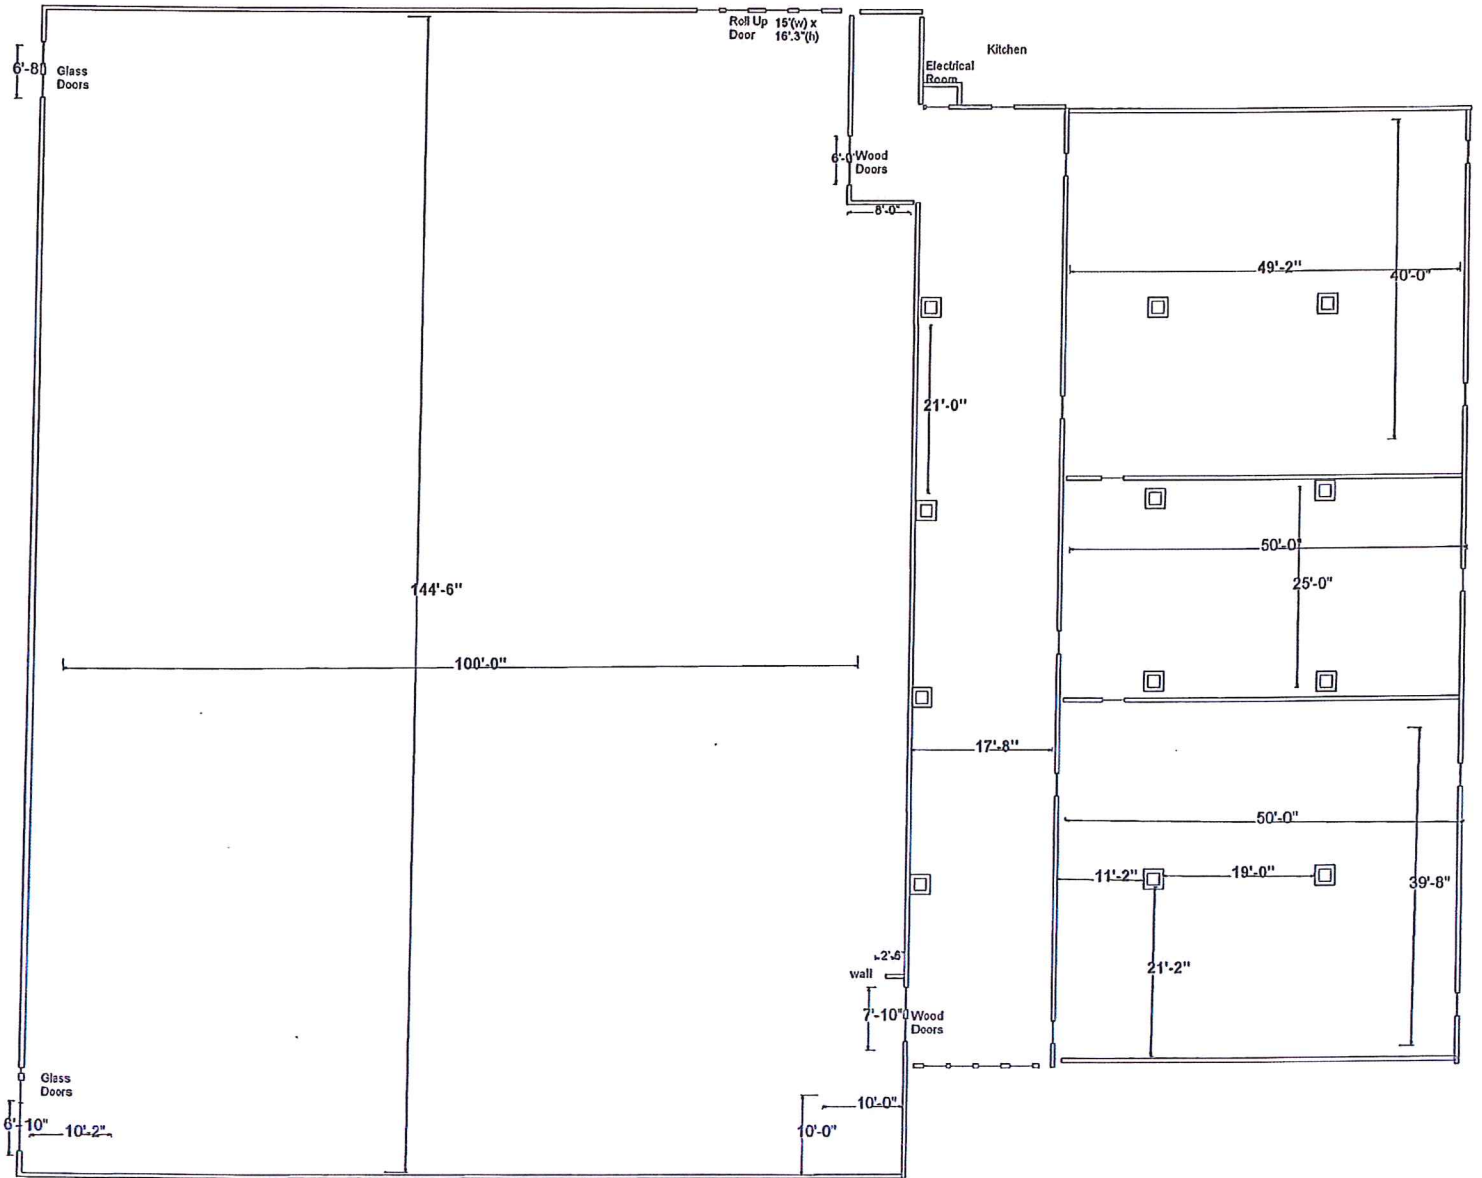 Roll Up 15'(w) x
Door 16'.3"(h)
Kitchen
6'-8
Glass
Doors
Electrical
Room
6'-0"
Wood
Doors
8'-0"
49'-2"
40'-0"
21'-0"
50'-0"
25'-0"
144'-6"
100'-0"
17'-8"
50'-0"
11'-2"
19'-0"
39'-8"
2'-6"
wall
21'-2"
7'-10"
Wood
Doors
Glass
Doors
10'-0"
6'-10"
10'-2"
10'-0"